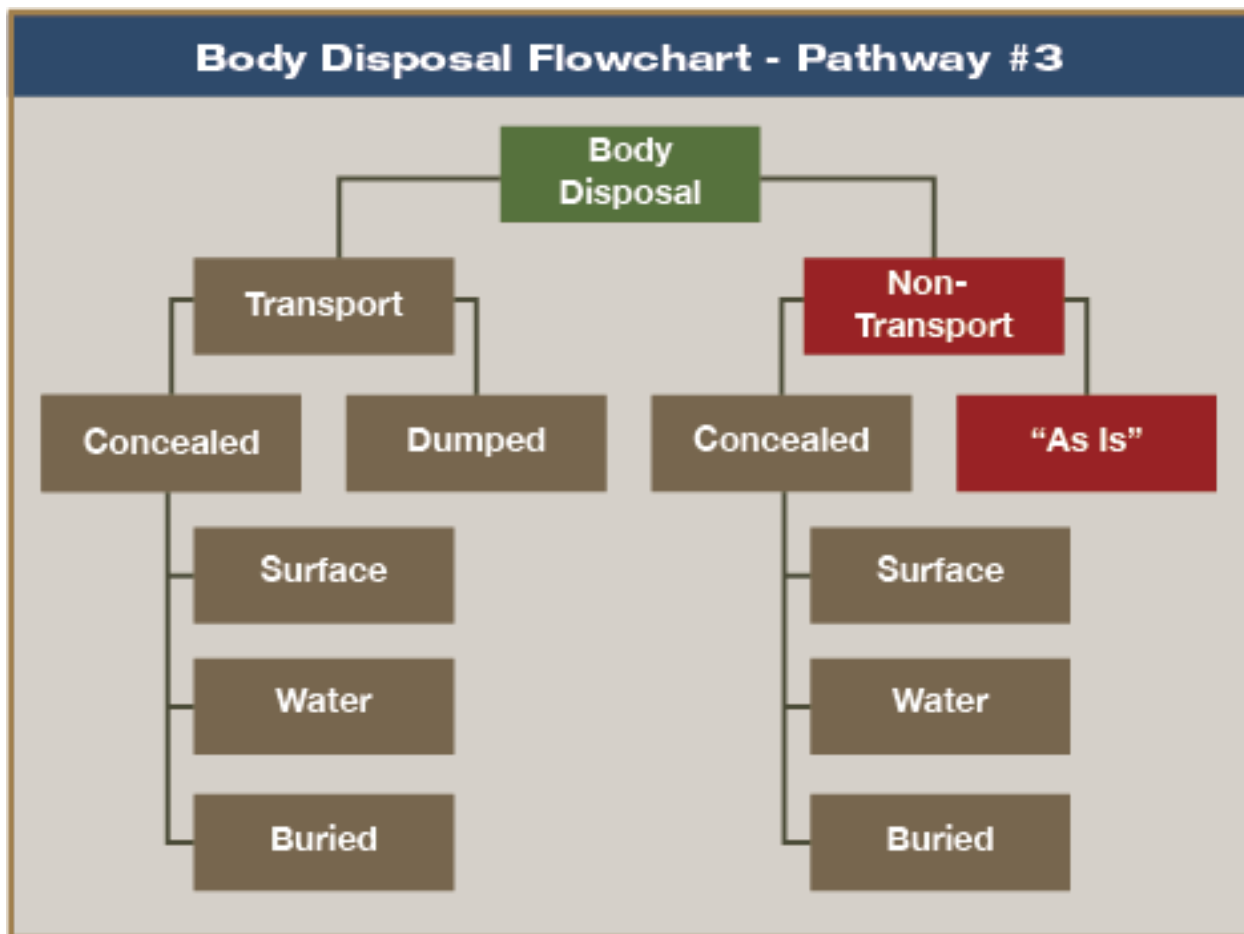 Body Disposal Flowchart - Pathway #3
Body
Disposal
Transport
Non-
Transport
Concealed
Dumped
Concealed
“As Is”
Surface
Surface
Water
Water
Buried
Buried